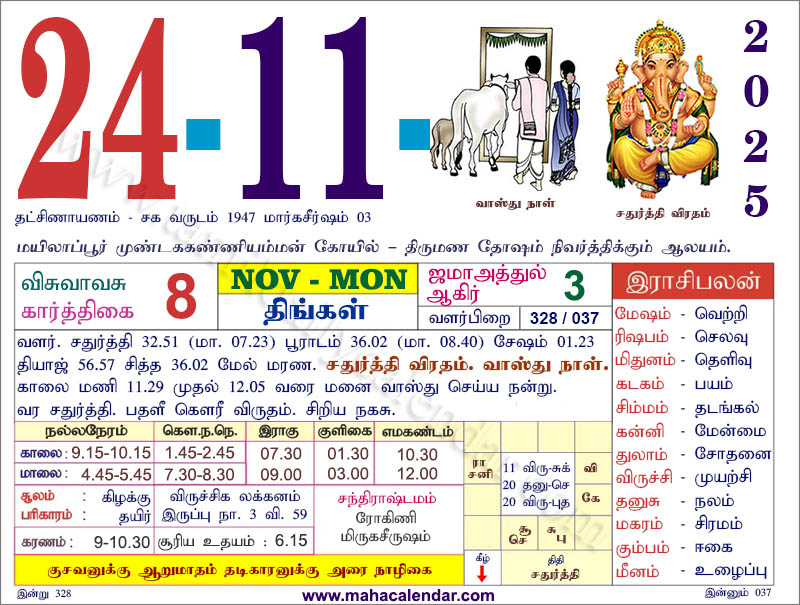 24-11-
2025
வாஸ்து நாள்
சதுர்த்தி விரதம்
தட்சிணாயணம் - சக வருடம் 1947 மார்கசீர்ஷம் 03
மயிலாப்பூர் முண்டககண்ணியம்மன் கோயில் – திருமண தோஷம் நிவர்த்திக்கும் ஆலயம்.
விசுவாவசு
கார்த்திகை
8
NOV - MON
திங்கள்
ஜமாஅத்துல்
ஆகிர்
3
வளர்பிறை
328 / 037
வளர். சதுர்த்தி 32.51 (மா. 07.23) பூராடம் 36.02 (மா. 08.40) சேஷம் 01.23
தியாஜ் 56.57 சித்த 36.02 மேல் மரண. சதுர்த்தி விரதம். வாஸ்து நாள்.
காலை மணி 11.29 முதல் 12.05 வரை மனை வாஸ்து செய்ய நன்று.
வர சதுர்த்தி. பதளீ கௌரீ விருதம். சிறிய நகசு.
இராசிபலன்
மேஷம் - வெற்றி
ரிஷபம் - செலவு
மிதுனம் - தெளிவு
கடகம் - பயம்
சிம்மம் - தடங்கல்
கன்னி - மேன்மை
துலாம் - சோதனை
விருச்சி - முயற்சி
தனுசு - நலம்
மகரம் - சிரமம்
கும்பம் - ஈகை
மீனம் - உழைப்பு
நல்லநேரம் கௌ.ந.நெ. இராகு குளிகை எமகண்டம்
காலை: 9.15-10.15 1.45-2.45 07.30 01.30 10.30
மாலை: 4.45-5.45 7.30-8.30 09.00 03.00 12.00
சூலம் : கிழக்கு
பரிகாரம் : தயிர்
விருச்சிக லக்கனம்
இருப்பு நா. 3 வி. 59
சந்திராஷ்டமம்
ரோகிணி
மிருகசீருஷம்
கரணம் : 9-10.30 சூரிய உதயம் : 6.15
ரா
சனி
11 விரு-சுக்
20 தனு-செ
20 விரு-புத
வி
கே
சூ
செ
சு
பு
கீழ்
திதி
சதுர்த்தி
குசவனுக்கு ஆறுமாதம் தடிகாரனுக்கு அரை நாழிகை
இன்று 328
www.mahacalendar.com
இன்னும் 037